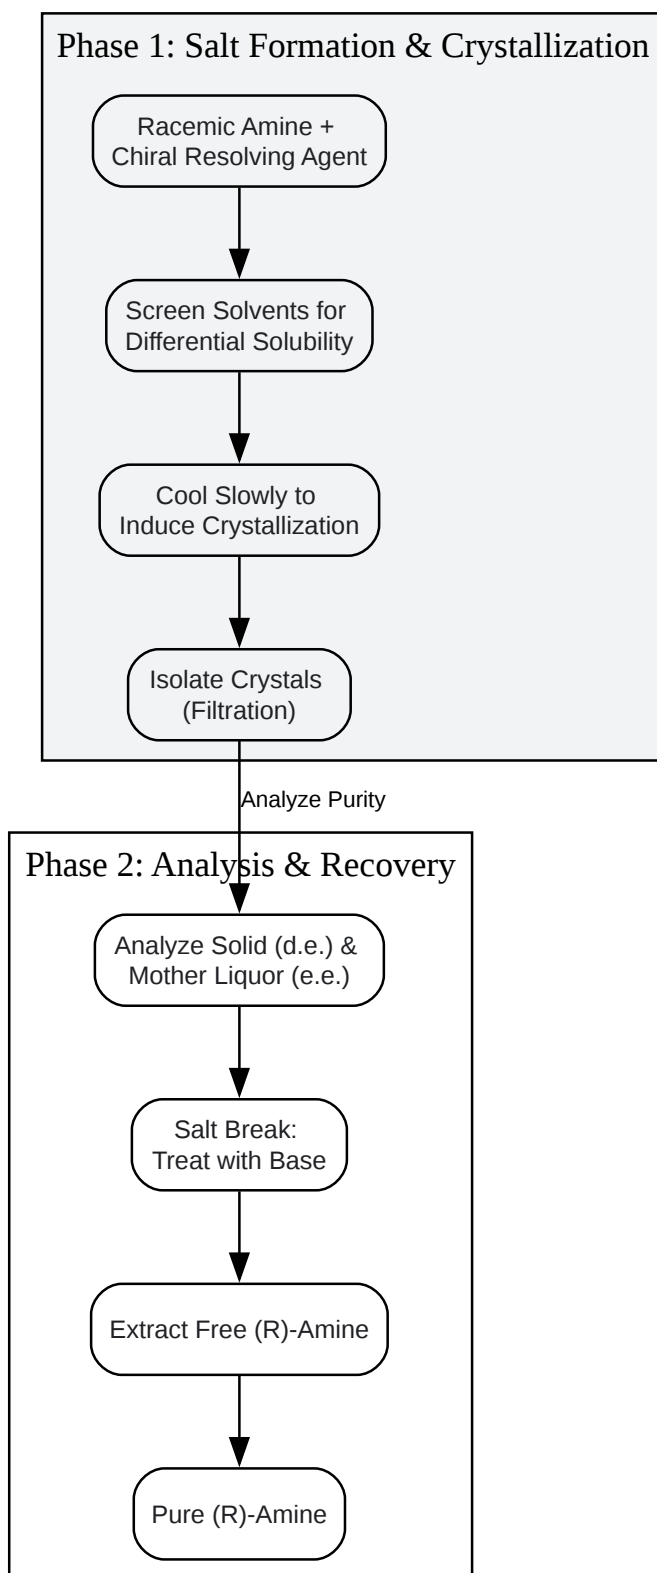 Phase 1: Salt Formation & Crystallization
Racemic Amine +
Chiral Resolving Agent
Screen Solvents for
Differential Solubility
Cool Slowly to
Induce Crystallization
Isolate Crystals
(Filtration)
Analyze Purity
Phase 2: Analysis & Recovery
Analyze Solid (d.e.) &
Mother Liquor (e.e.)
Salt Break:
Treat with Base
Extract Free (R)-Amine
Pure (R)-Amine